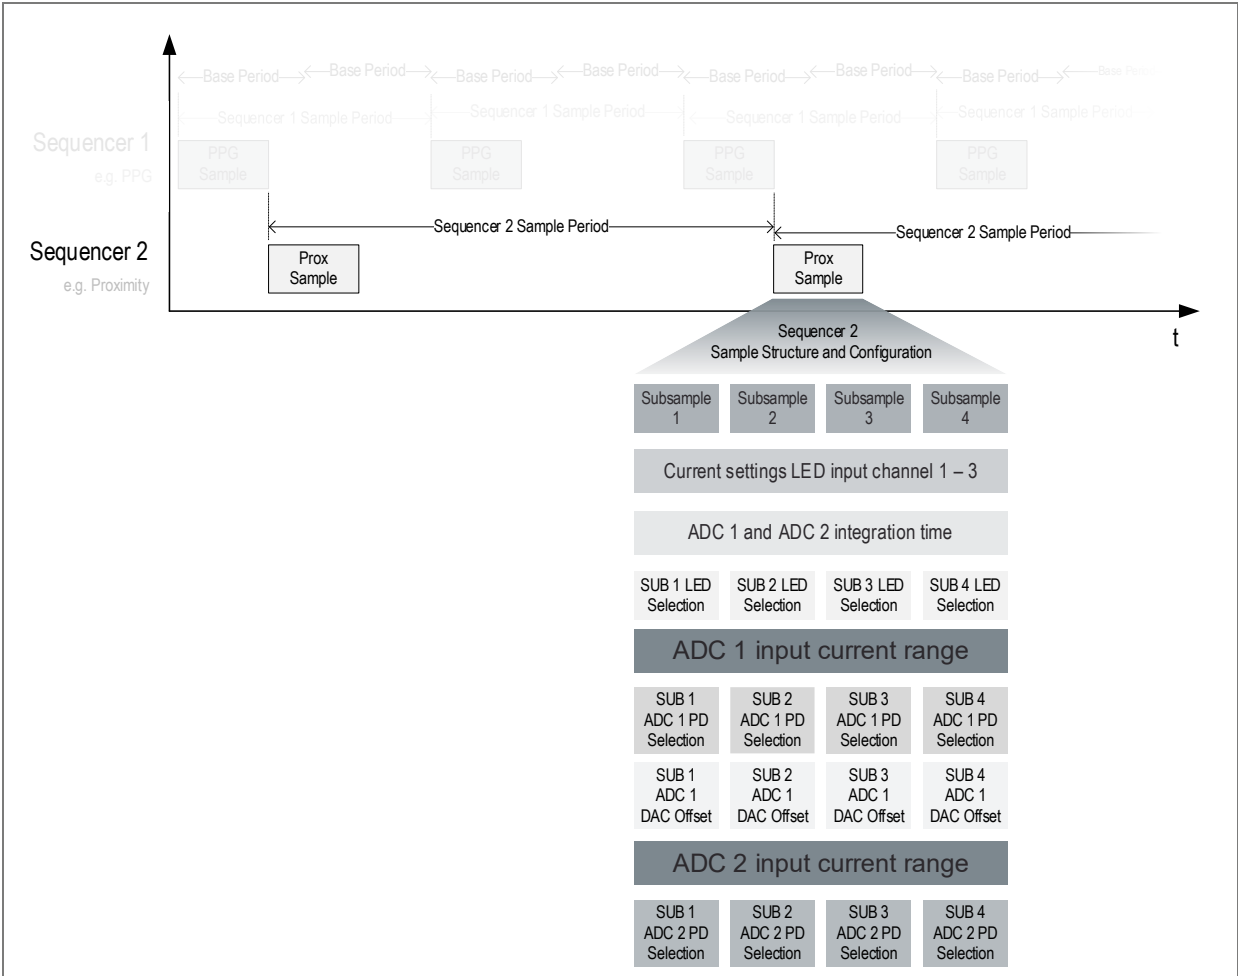 Base Period Base Period Base Period Base Period Base Period Base Period Base Period Base Period
Sequencer 1 Sample Period Sequencer 1 Sample Period Sequencer 1 Sample Period Sequencer 1 Sample Period
Sequencer 1
e.g. PPG
PPG PPG PPG PPG
Sample Sample Sample Sample
Sequencer 2 Sample Period Sequencer 2 Sample Period
Sequencer 2
e.g. Proximity
Prox Prox
Sample Sample
t
Sequencer 2
Sample Structure and Configuration
Subsample Subsample Subsample Subsample
1 2 3 4
Current settings LED input channel 1 – 3
ADC 1 and ADC 2 integration time
SUB 1 LED SUB 2 LED SUB 3 LED SUB 4 LED
Selection Selection Selection Selection
ADC 1 input current range
SUB 1 SUB 2 SUB 3 SUB 4
ADC 1 PD ADC 1 PD ADC 1 PD ADC 1 PD
Selection Selection Selection Selection
SUB 1 SUB 2 SUB 3 SUB 4
ADC 1 ADC 1 ADC 1 ADC 1
DAC Offset DAC Offset DAC Offset DAC Offset
ADC 2 input current range
SUB 1 SUB 2 SUB 3 SUB 4
ADC 2 PD ADC 2 PD ADC 2 PD ADC 2 PD
Selection Selection Selection Selection